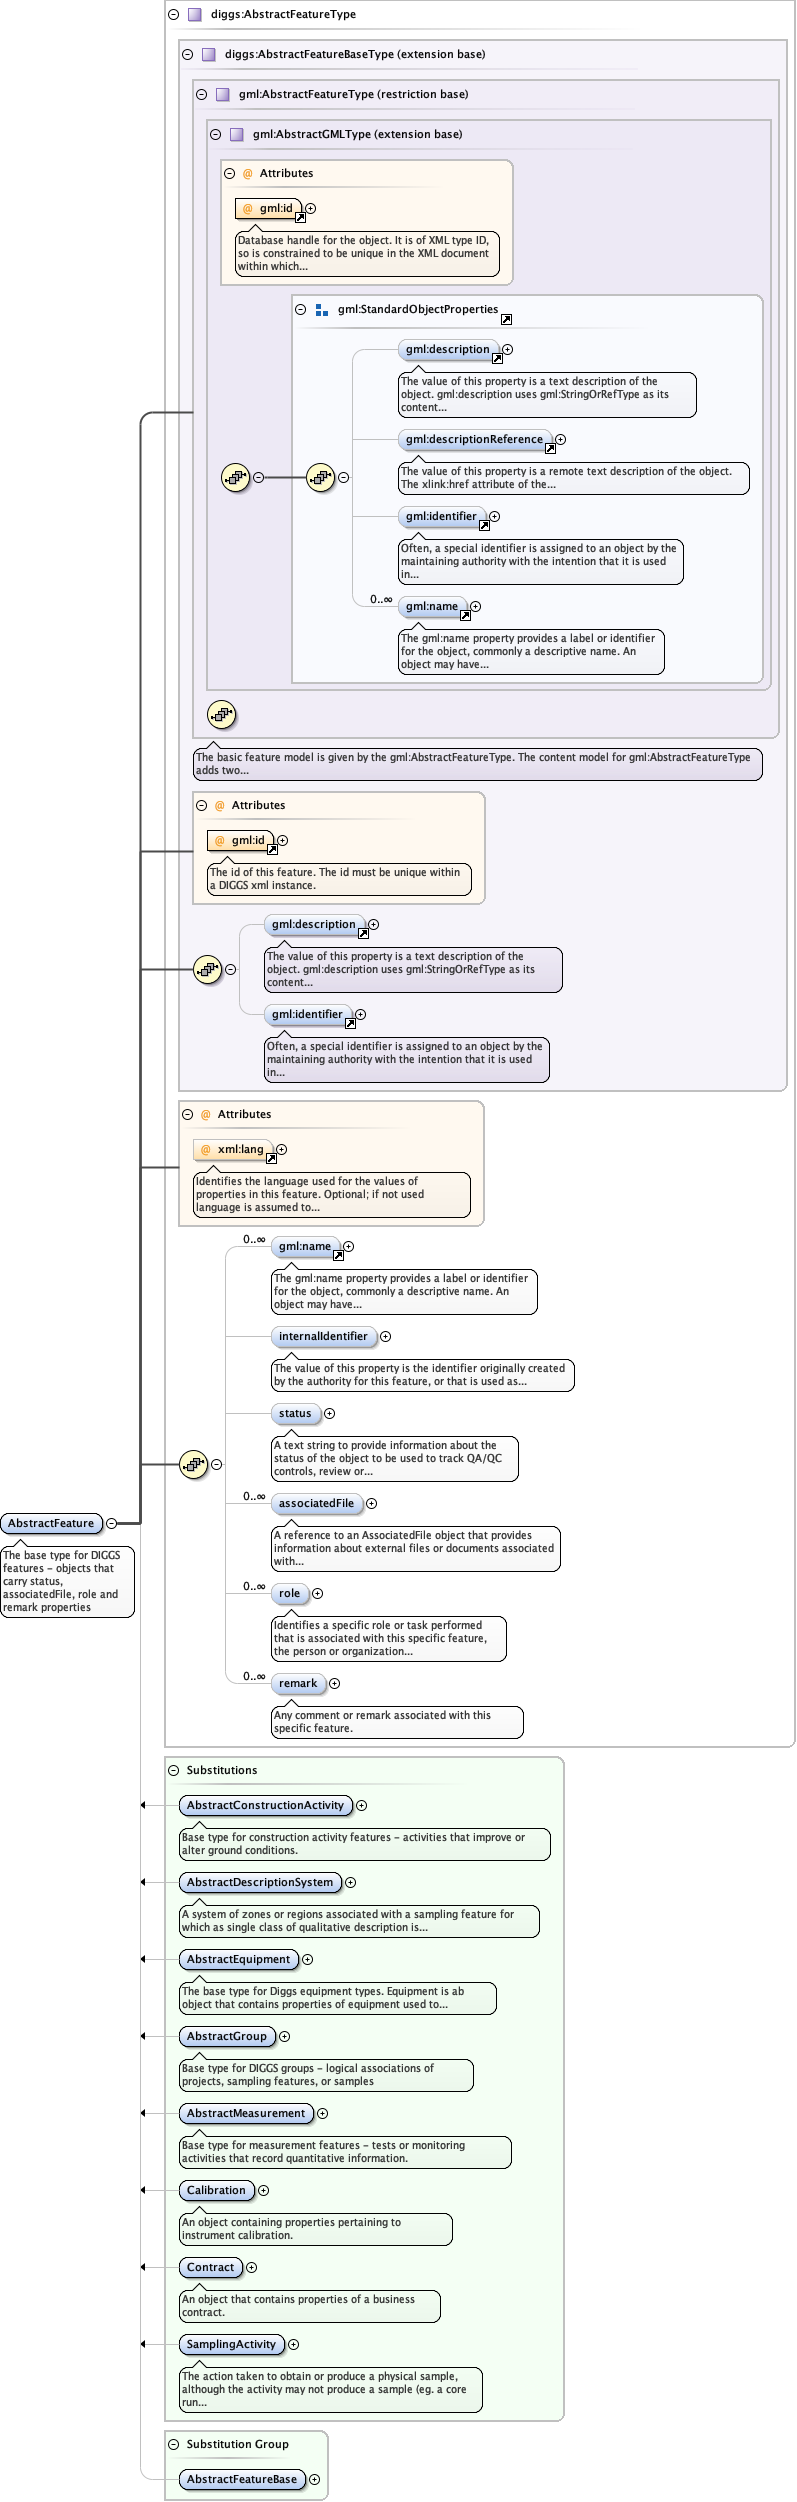 diggs:AbstractFeatureType
diggs:AbstractFeatureBaseType (extension base)
gml:AbstractFeatureType (restriction base)
gml:AbstractGMLType (extension base)
@ Attributes
@ gml:id
Database handle for the object. It is of XML type ID,
so is constrained to be unique in the XML document
within which...
gml:StandardObjectProperties
gml:description
The value of this property is a text description of the
object. gml:description uses gml:StringOrRefType as its
content...
gml:descriptionReference
The value of this property is a remote text description of the object.
The xlink:href attribute of the...
gml:identifier
Often, a special identifier is assigned to an object by the
maintaining authority with the intention that it is used
in...
0..∞
gml:name
The gml:name property provides a label or identifier
for the object, commonly a descriptive name. An
object may have...
The basic feature model is given by the gml:AbstractFeatureType. The content model for gml:AbstractFeatureType
adds two...
@ Attributes
@ gml:id
The id of this feature. The id must be unique within
a DIGGS xml instance.
gml:description
The value of this property is a text description of the
object. gml:description uses gml:StringOrRefType as its
content...
gml:identifier
Often, a special identifier is assigned to an object by the
maintaining authority with the intention that it is used
in...
@ Attributes
@ xml:lang
Identifies the language used for the values of
properties in this feature. Optional; if not used
language is assumed to...
0..∞
gml:name
The gml:name property provides a label or identifier
for the object, commonly a descriptive name. An
object may have...
internalIdentifier
The value of this property is the identifier originally created
by the authority for this feature, or that is used as...
status
A text string to provide information about the
status of the object to be used to track QA/QC
controls, review or...
0..∞
associatedFile
A reference to an AssociatedFile object that provides
information about external files or documents associated
with...
0..∞
role
Identifies a specific role or task performed
that is associated with this specific feature,
the person or organization...
0..∞
remark
Any comment or remark associated with this
specific feature.
AbstractFeature
The base type for DIGGS
features - objects that
carry status,
associatedFile, role and
remark properties
Substitutions
AbstractConstructionActivity
Base type for construction activity features - activities that improve or
alter ground conditions.
AbstractDescriptionSystem
A system of zones or regions associated with a sampling feature for
which as single class of qualitative description is...
AbstractEquipment
The base type for Diggs equipment types. Equipment is ab
object that contains properties of equipment used to...
AbstractGroup
Base type for DIGGS groups - logical associations of
projects, sampling features, or samples
AbstractMeasurement
Base type for measurement features - tests or monitoring
activities that record quantitative information.
Calibration
An object containing properties pertaining to
instrument calibration.
Contract
An object that contains properties of a business
contract.
SamplingActivity
The action taken to obtain or produce a physical sample,
although the activity may not produce a sample (eg. a core
run...
Substitution Group
AbstractFeatureBase